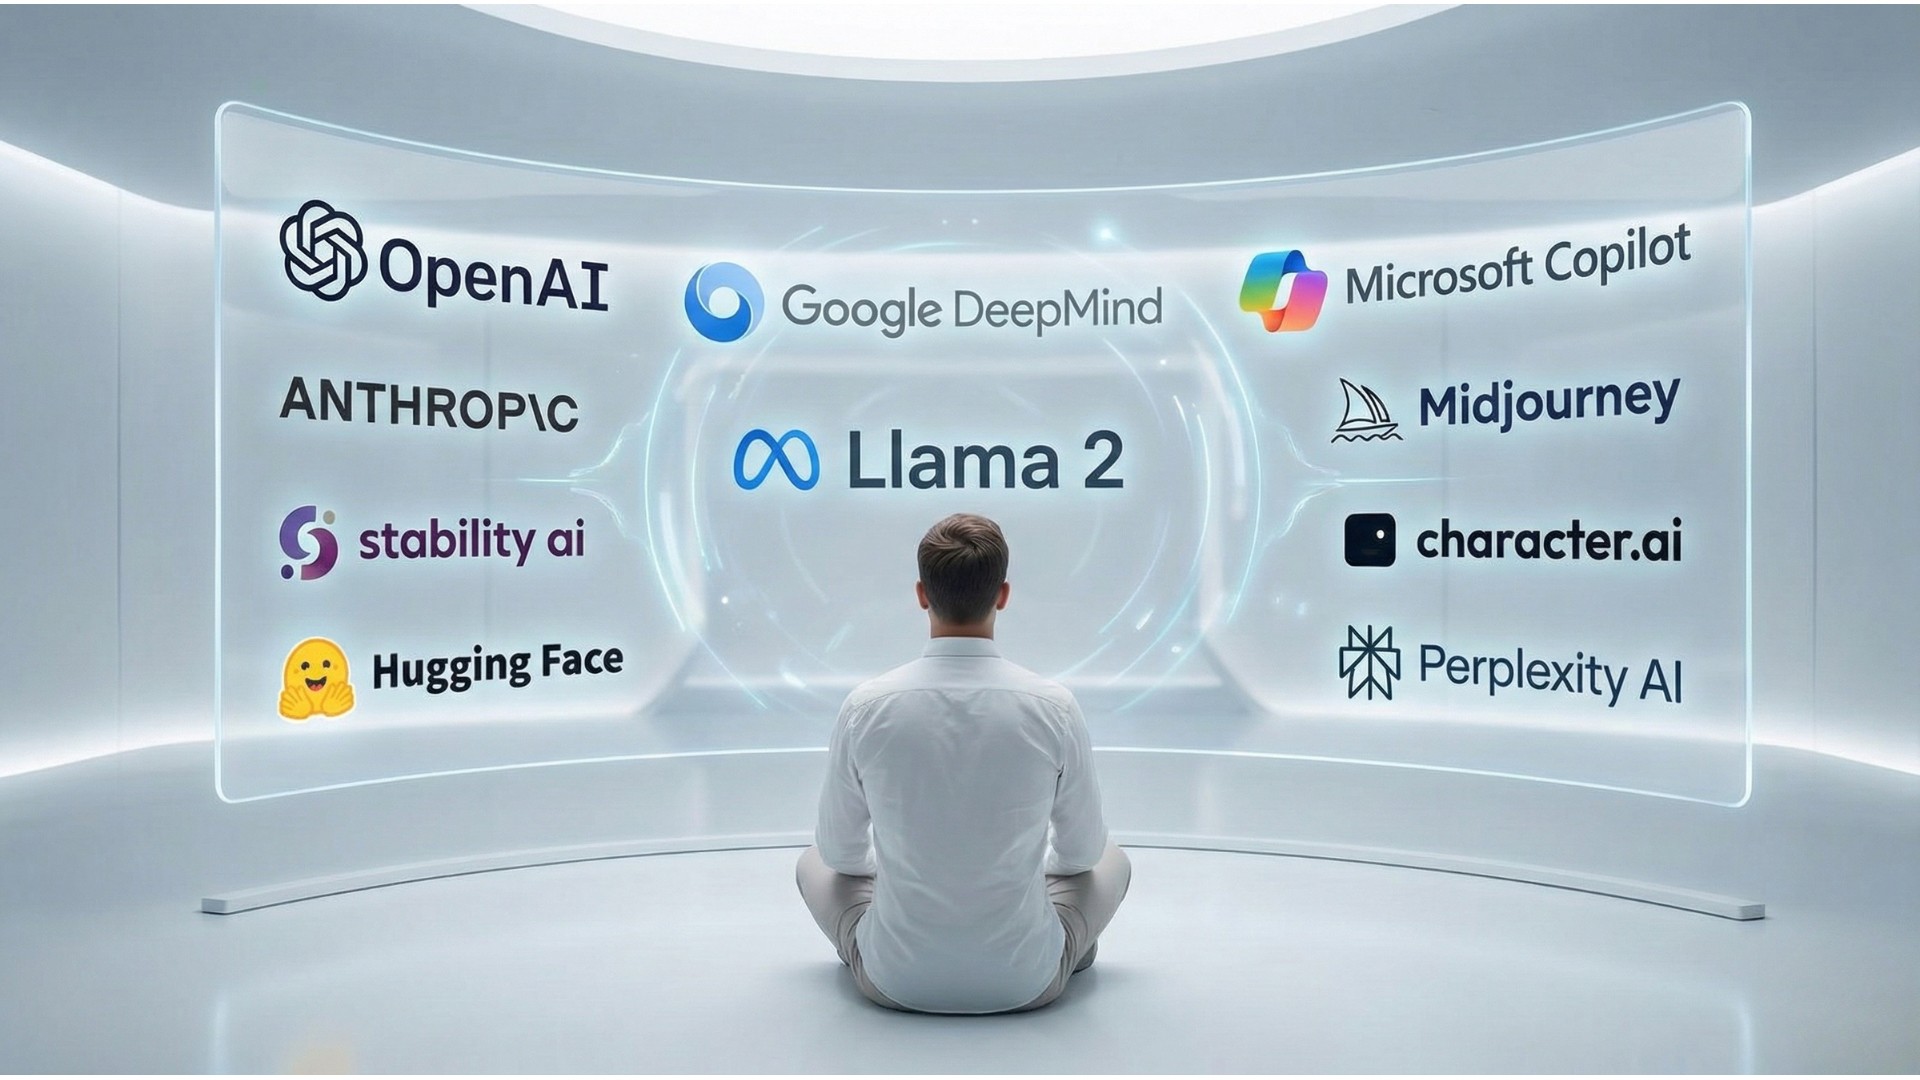 OpenAI
Google DeepMind
Microsoft Copilot
ANTHROP\C
Midjourney
Llama 2
stability ai
character.ai
Hugging Face
Perplexity AI